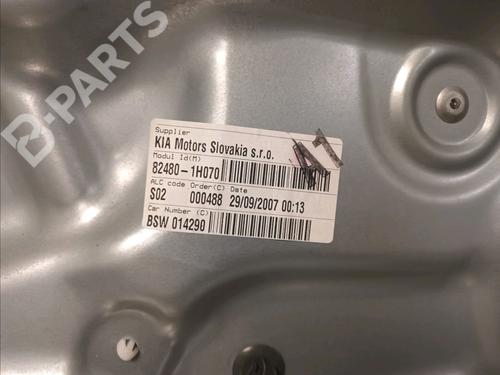 B-PARTS
Supplier
KIA Motors Slovakia s.r.o.
Modul Id(M)
82480-1H070
ALC code Order(C) Date
S02 000488 29/09/2007 00:13
Car Number (C)
BSW 014290